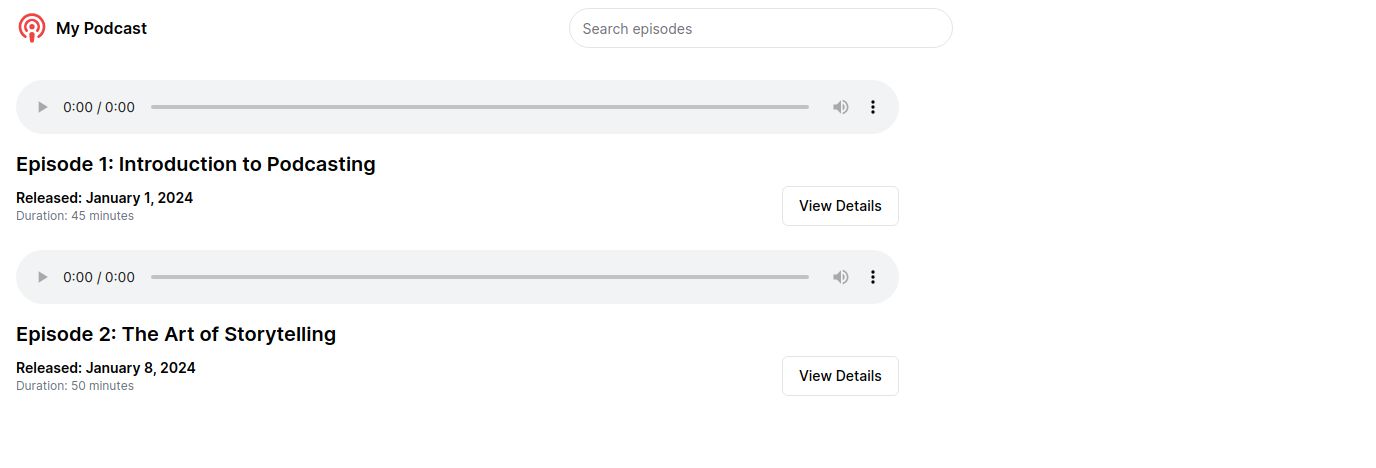 My Podcast
Search episodes
0:00 / 0:00
Episode 1: Introduction to Podcasting
Released: January 1, 2024
Duration: 45 minutes
View Details
0:00 / 0:00
Episode 2: The Art of Storytelling
Released: January 8, 2024
Duration: 50 minutes
View Details